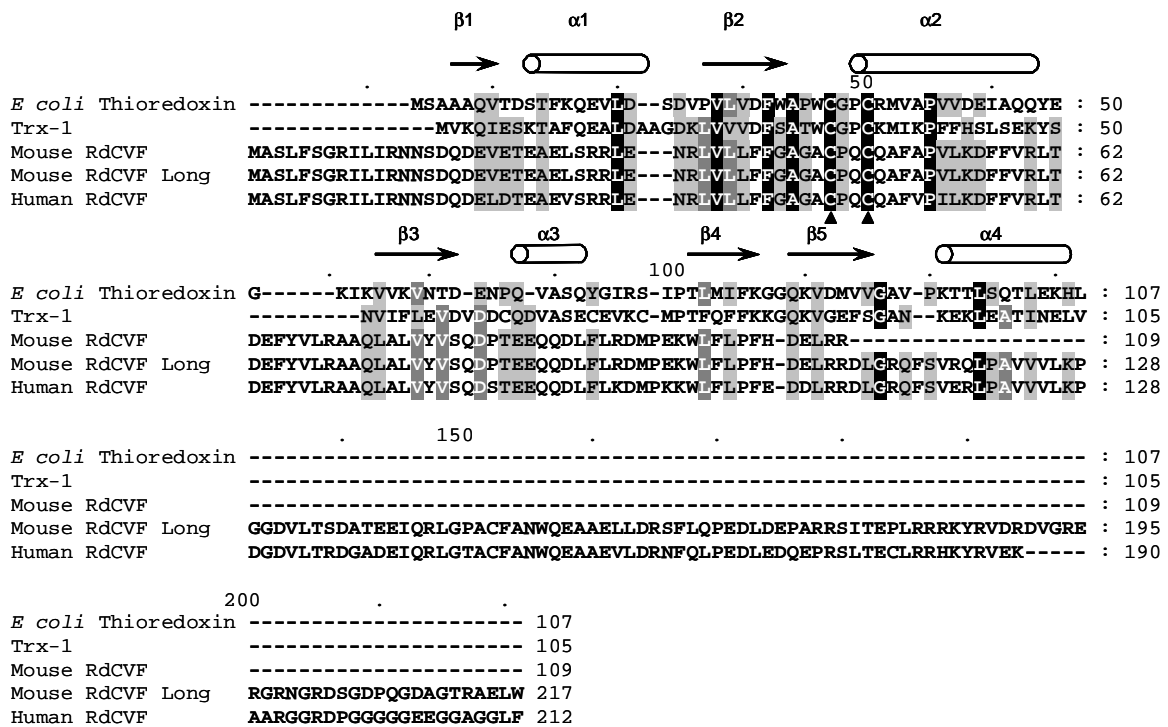 β1 α1 β2 α2
. . . 50 .
E coli Thioredoxin -------------MSAAAQVTDSTFKQEVLD--SDVPVLVDFWAPWCGPCRMVAPVVDEIAQQYE : 50
Trx-1 ---------------MVKQIESKTAFQEALDAAGDKLVVVDFSATWCGPCKMIKPFFHSLSEKYS : 50
Mouse RdCVF MASLFSGRILIRNNSDQDEVETEAELSRRLE---NRLVLLFFGAGACPQCQAFAPVLKDFFVRLT : 62
Mouse RdCVF Long MASLFSGRILIRNNSDQDEVETEAELSRRLE---NRLVLLFFGAGACPQCQAFAPVLKDFFVRLT : 62
Human RdCVF MASLFSGRILIRNNSDQDELDTEAEVSRRLE---NRLVLLFFGAGACPQCQAFVPILKDFFVRLT : 62
β3 α3 β4 β5 α4
. . . 100 . . .
E coli Thioredoxin G------KIKVVKVNTD-ENPQ-VASQYGIRS-IPTLMIFKGGQKVDMVVGAV-PKTTLSQTLEKHL : 107
Trx-1 ---------NVIFLEVDVDDCQDVASECEVKC-MPTFQFFKKGQKVGEFSGAN--KEKLEATINELV : 105
Mouse RdCVF DEFYVLRAAQLALVYVSQDPTEEQQDLFLRDMPEKWLFLPFH-DELRR------------------- : 109
Mouse RdCVF Long DEFYVLRAAQLALVYVSQDPTEEQQDLFLRDMPEKWLFLPFH-DELRRDLGRQFSVRQLPAVVVLKP : 128
Human RdCVF DEFYVLRAAQLALVYVSQDSTEEQQDLFLKDMPKKWLFLPFE-DDLRRDLGRQFSVERLPAVVVLKP : 128
. 150 . . . .
E coli Thioredoxin ------------------------------------------------------------------- : 107
Trx-1 ------------------------------------------------------------------- : 105
Mouse RdCVF ------------------------------------------------------------------- : 109
Mouse RdCVF Long GGDVLTSDATEEIQRLGPACFANWQEAAELLDRSFLQPEDLDEPARRSITEPLRRRKYRVDRDVGRE : 195
Human RdCVF DGDVLTRDGADEIQRLGTACFANWQEAAEVLDRNFQLPEDLEDQEPRSLTECLRRHKYRVEK----- : 190
200 . .
E coli Thioredoxin ---------------------- 107
Trx-1 ---------------------- 105
Mouse RdCVF ---------------------- 109
Mouse RdCVF Long RGRNGRDSGDPQGDAGTRAELW 217
Human RdCVF AARGGRDPGGGGGEEGGAGGLF 212